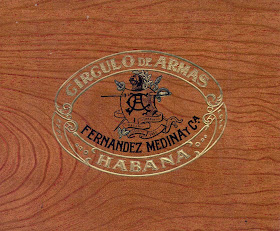 CIRCULO DE ARMAS
FERNANDEZ MEDINA Y Cª
HABANA